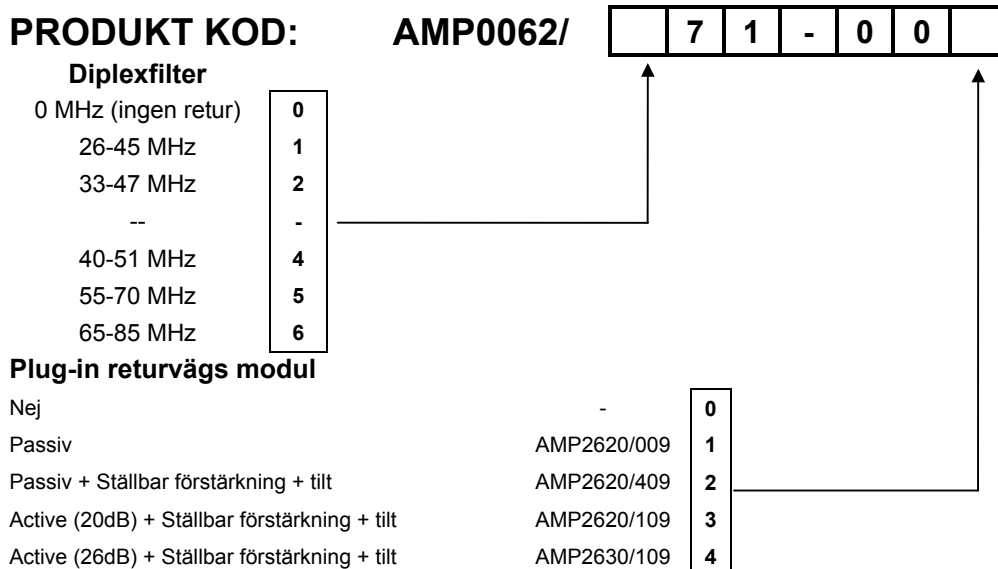 PRODUKT KOD: AMP0062/ 7 1 - 0 0
Diplexfilter
0 MHz (ingen retur) 0
26-45 MHz 1
33-47 MHz 2
-- -
40-51 MHz 4
55-70 MHz 5
65-85 MHz 6
Plug-in returvägs modul
Nej - 0
Passiv AMP2620/009 1
Passiv + Ställbar förstärkning + tilt AMP2620/409 2
Active (20dB) + Ställbar förstärkning + tilt AMP2620/109 3
Active (26dB) + Ställbar förstärkning + tilt AMP2630/109 4